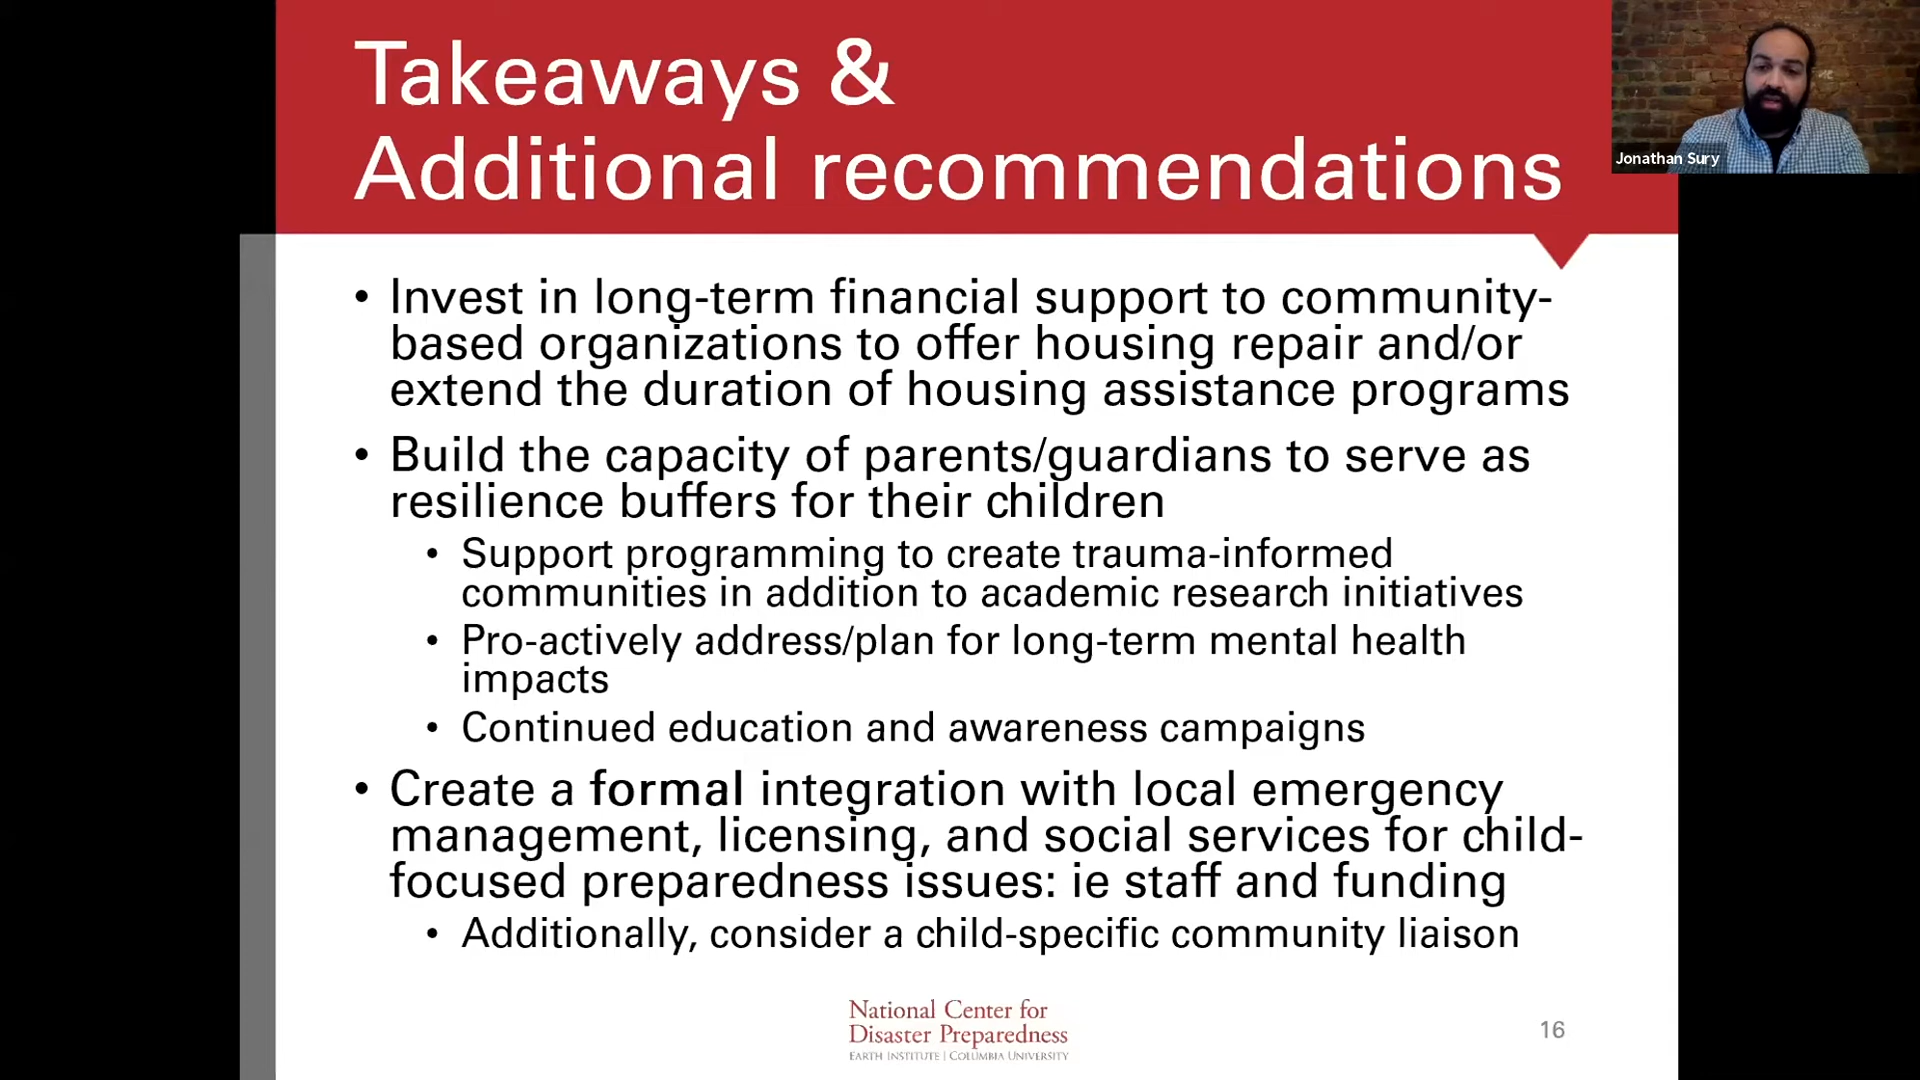 Takeaways &
Additional recommendations
Jonathan Sury
• Invest in long-term financial support to community-
based organizations to offer housing repair and/or
extend the duration of housing assistance programs
• Build the capacity of parents/guardians to serve as
resilience buffers for their children
• Support programming to create trauma-informed
communities in addition to academic research initiatives
• Pro-actively address/plan for long-term mental health
impacts
• Continued education and awareness campaigns
• Create a formal integration with local emergency
management, licensing, and social services for child-
focused preparedness issues: ie staff and funding
• Additionally, consider a child-specific community liaison
National Center for
Disaster Preparedness
EARTH INSTITUTE | COLUMBIA UNIVERSITY
16